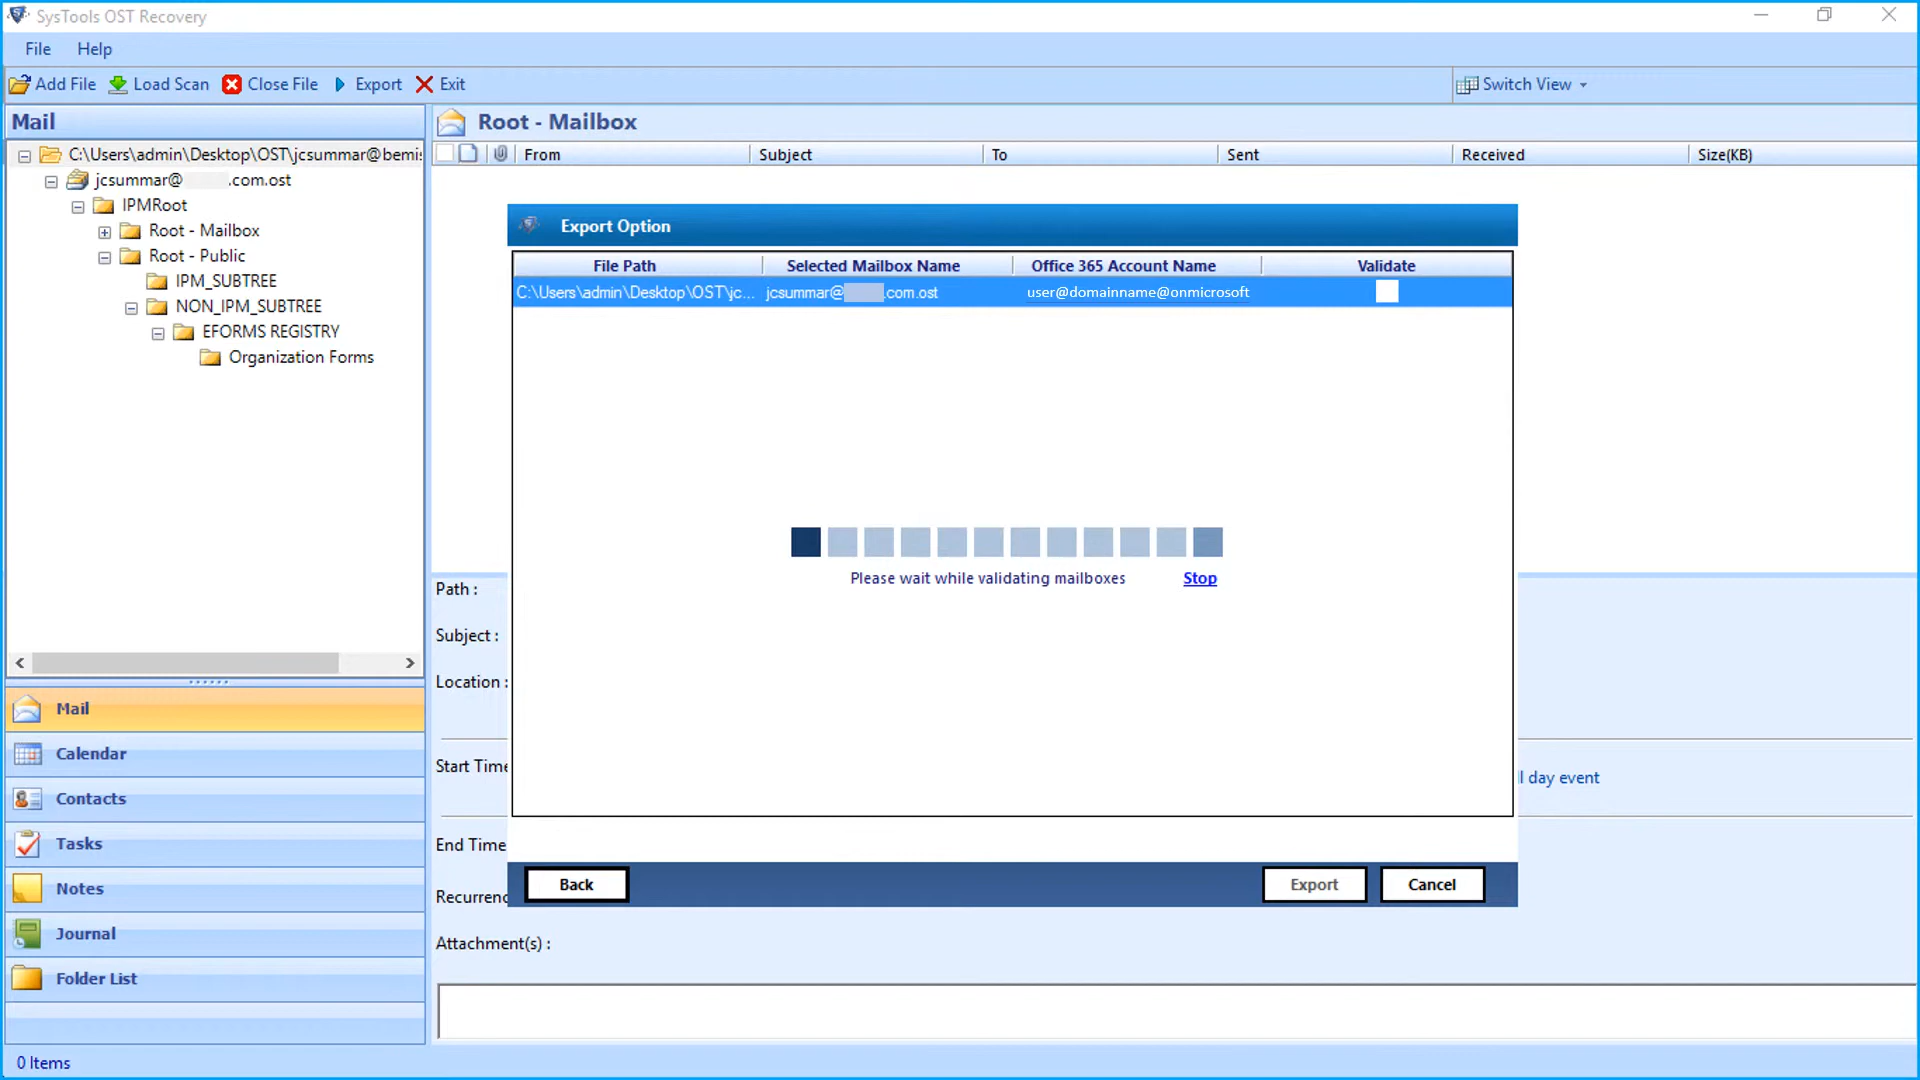 SysTools OST Recovery
File Help
Add File Load Scan Close File Export Exit Switch View
Mail
Root - Mailbox
From Subject To Sent Received Size(KB)
C:\Users\admin\Desktop\OST\jcsummar@bemi
jcsummar@ .com.ost
IPMRoot
Root - Mailbox
Root - Public
IPM_SUBTREE
NON_IPM_SUBTREE
EFORMS REGISTRY
Organization Forms
Export Option
File Path Selected Mailbox Name Office 365 Account Name Validate
C:\Users\admin\Desktop\OST\jc... jcsummar@ .com.ost user@domainname@onmicrosoft
Please wait while validating mailboxes Stop
Path :
Subject :
Location :
Start Time
l day event
End Time
Recurrenc
Attachment(s) :
Back Export Cancel
Mail
Calendar
Contacts
Tasks
Notes
Journal
Folder List
0 Items